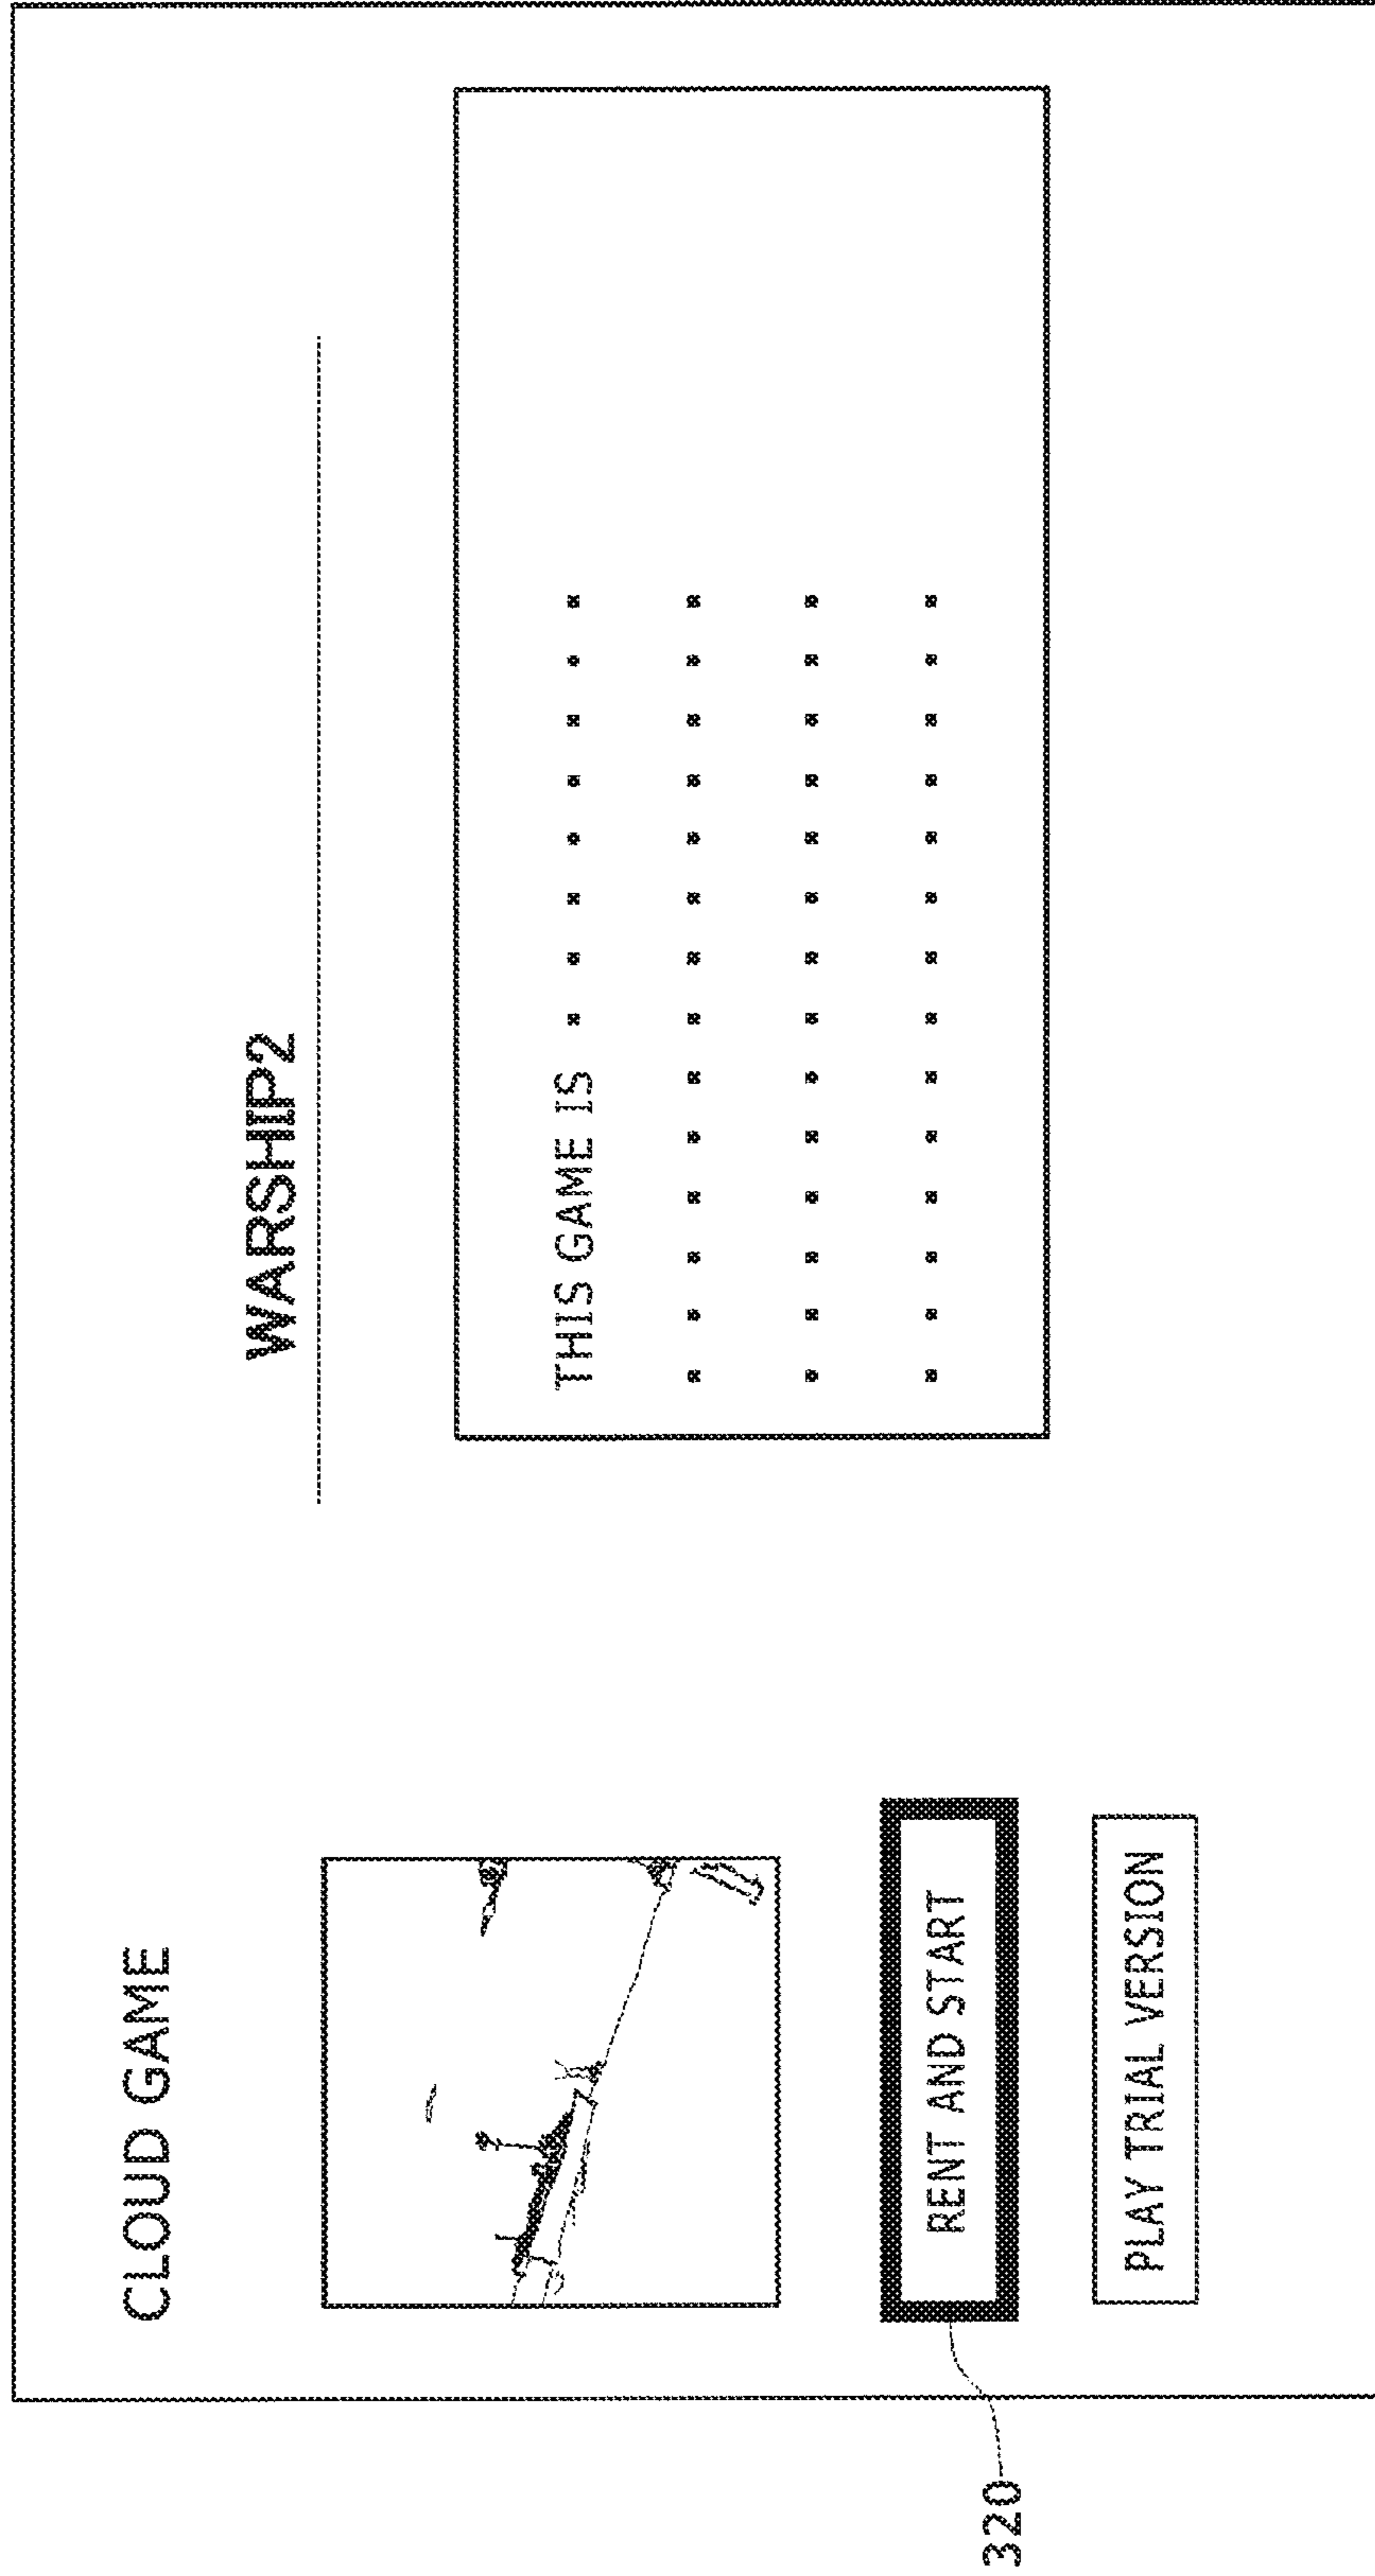 CLOUD GAME
WARSHIP2
THIS GAME IS · · · · · · · ·
· · · · · · · · · · · · · ·
· · · · · · · · · · · · · ·
· · · · · · · · · · · · · ·
RENT AND START
PLAY TRIAL VERSION
320